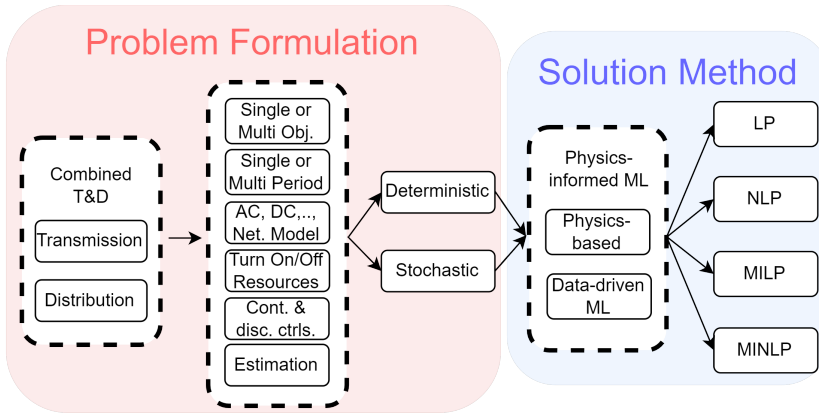 Problem Formulation
Combined
T&D
Transmission
Distribution
Single or
Multi Obj.
Single or
Multi Period
AC, DC,..,
Net. Model
Turn On/Off
Resources
Cont. &
disc. ctrls.
Estimation
Deterministic
Stochastic
Solution Method
Physics-
informed ML
Physics-
based
Data-driven
ML
LP
NLP
MILP
MINLP